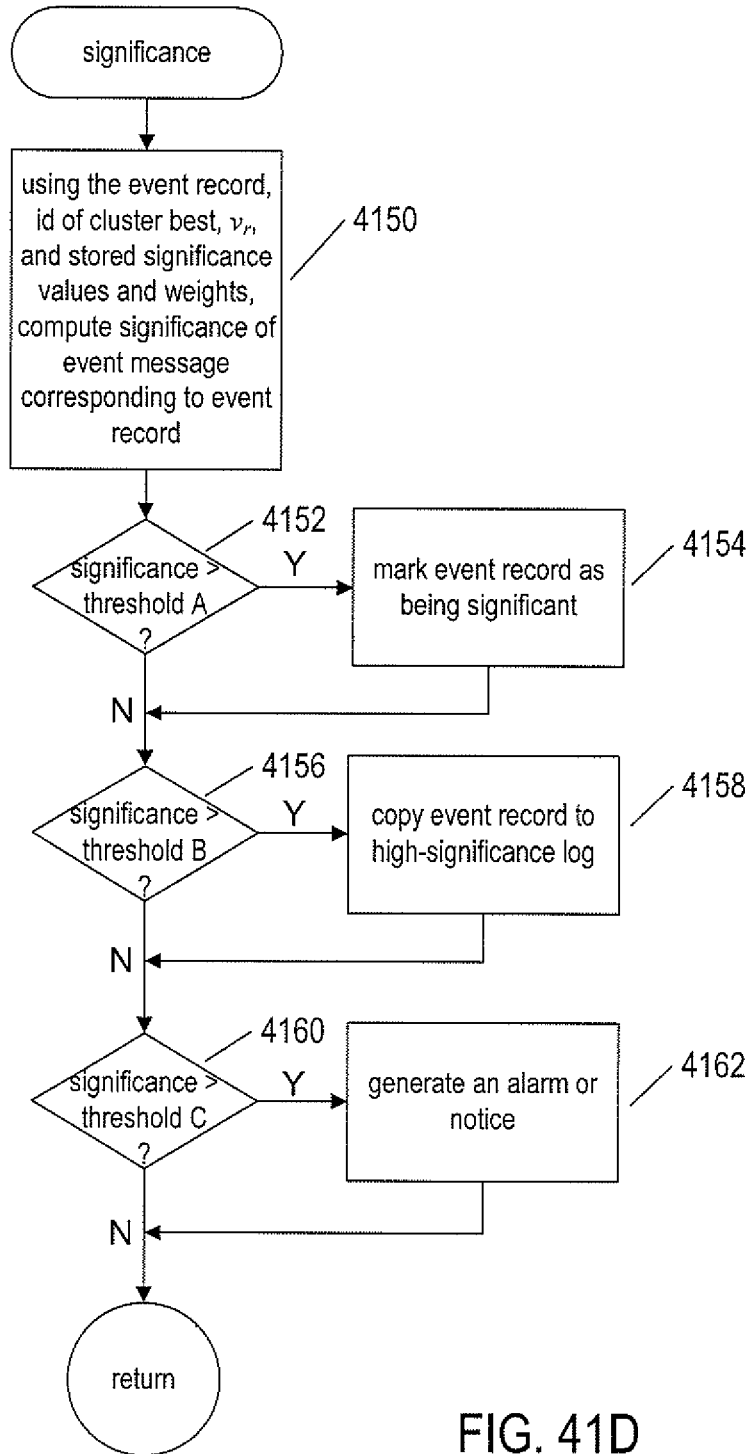 significance
using the event record,
id of cluster best, νr,
and stored significance
values and weights,
compute significance of
event message
corresponding to event
record
4150
4152
significance >
threshold A
?
Y
mark event record as
being significant
4154
N
4156
significance >
threshold B
?
Y
copy event record to
high-significance log
4158
N
4160
significance >
threshold C
?
Y
generate an alarm or
notice
4162
N
return
FIG. 41D